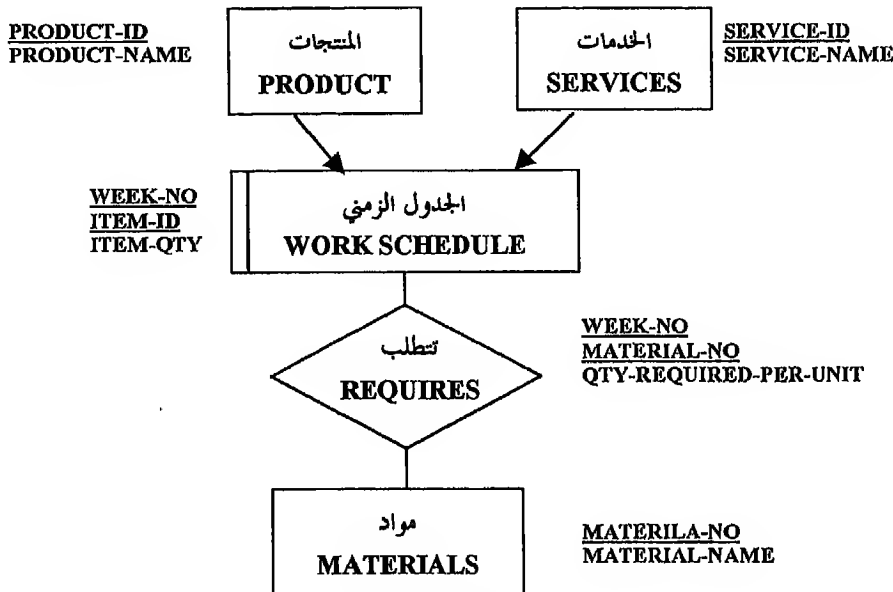 PRODUCT-ID
PRODUCT-NAME
المنتجات
PRODUCT
الخدمات
SERVICES
SERVICE-ID
SERVICE-NAME
WEEK-NO
ITEM-ID
ITEM-QTY
الجدول الزمني
WORK SCHEDULE
تتطلب
REQUIRES
WEEK-NO
MATERIAL-NO
QTY-REQUIRED-PER-UNIT
مواد
MATERIALS
MATERILA-NO
MATERIAL-NAME